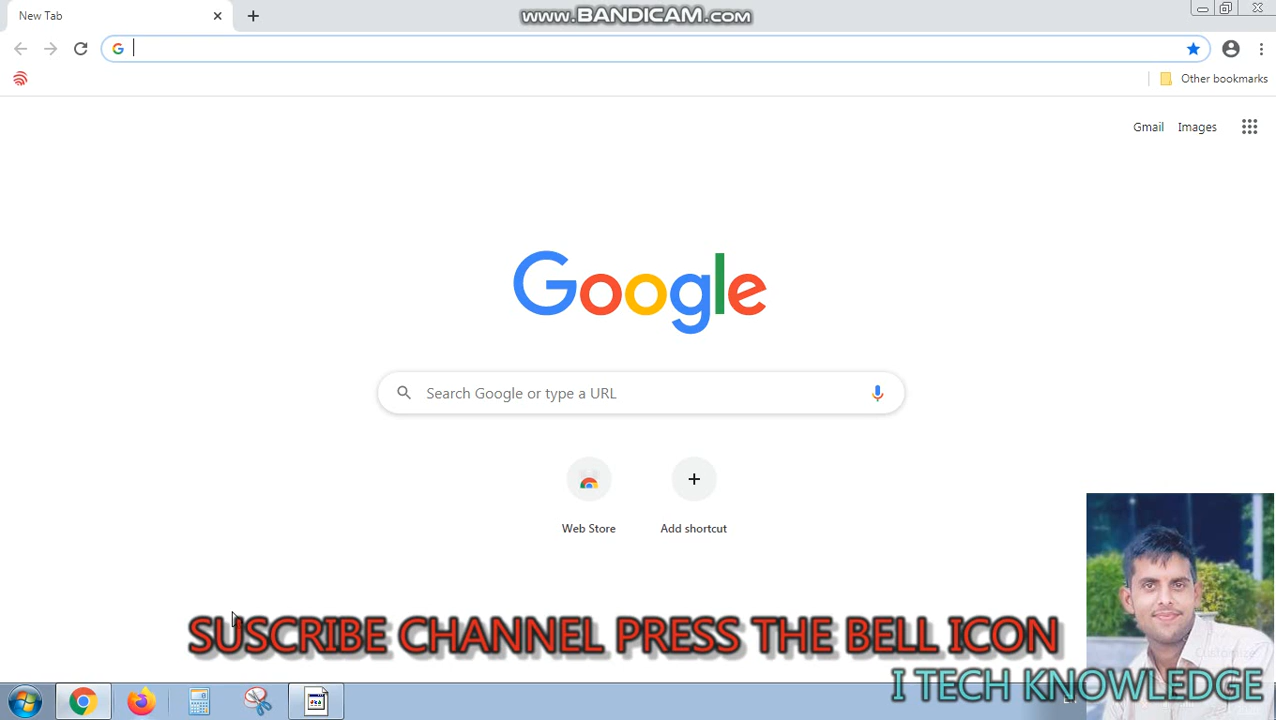 New Tab
www.BANDICAM.com
Other bookmarks
Gmail Images
Google
Search Google or type a URL
Web Store
Add shortcut
SUSCRIBE CHANNEL PRESS THE BELL ICON
Customize
I TECH KNOWLEDGE